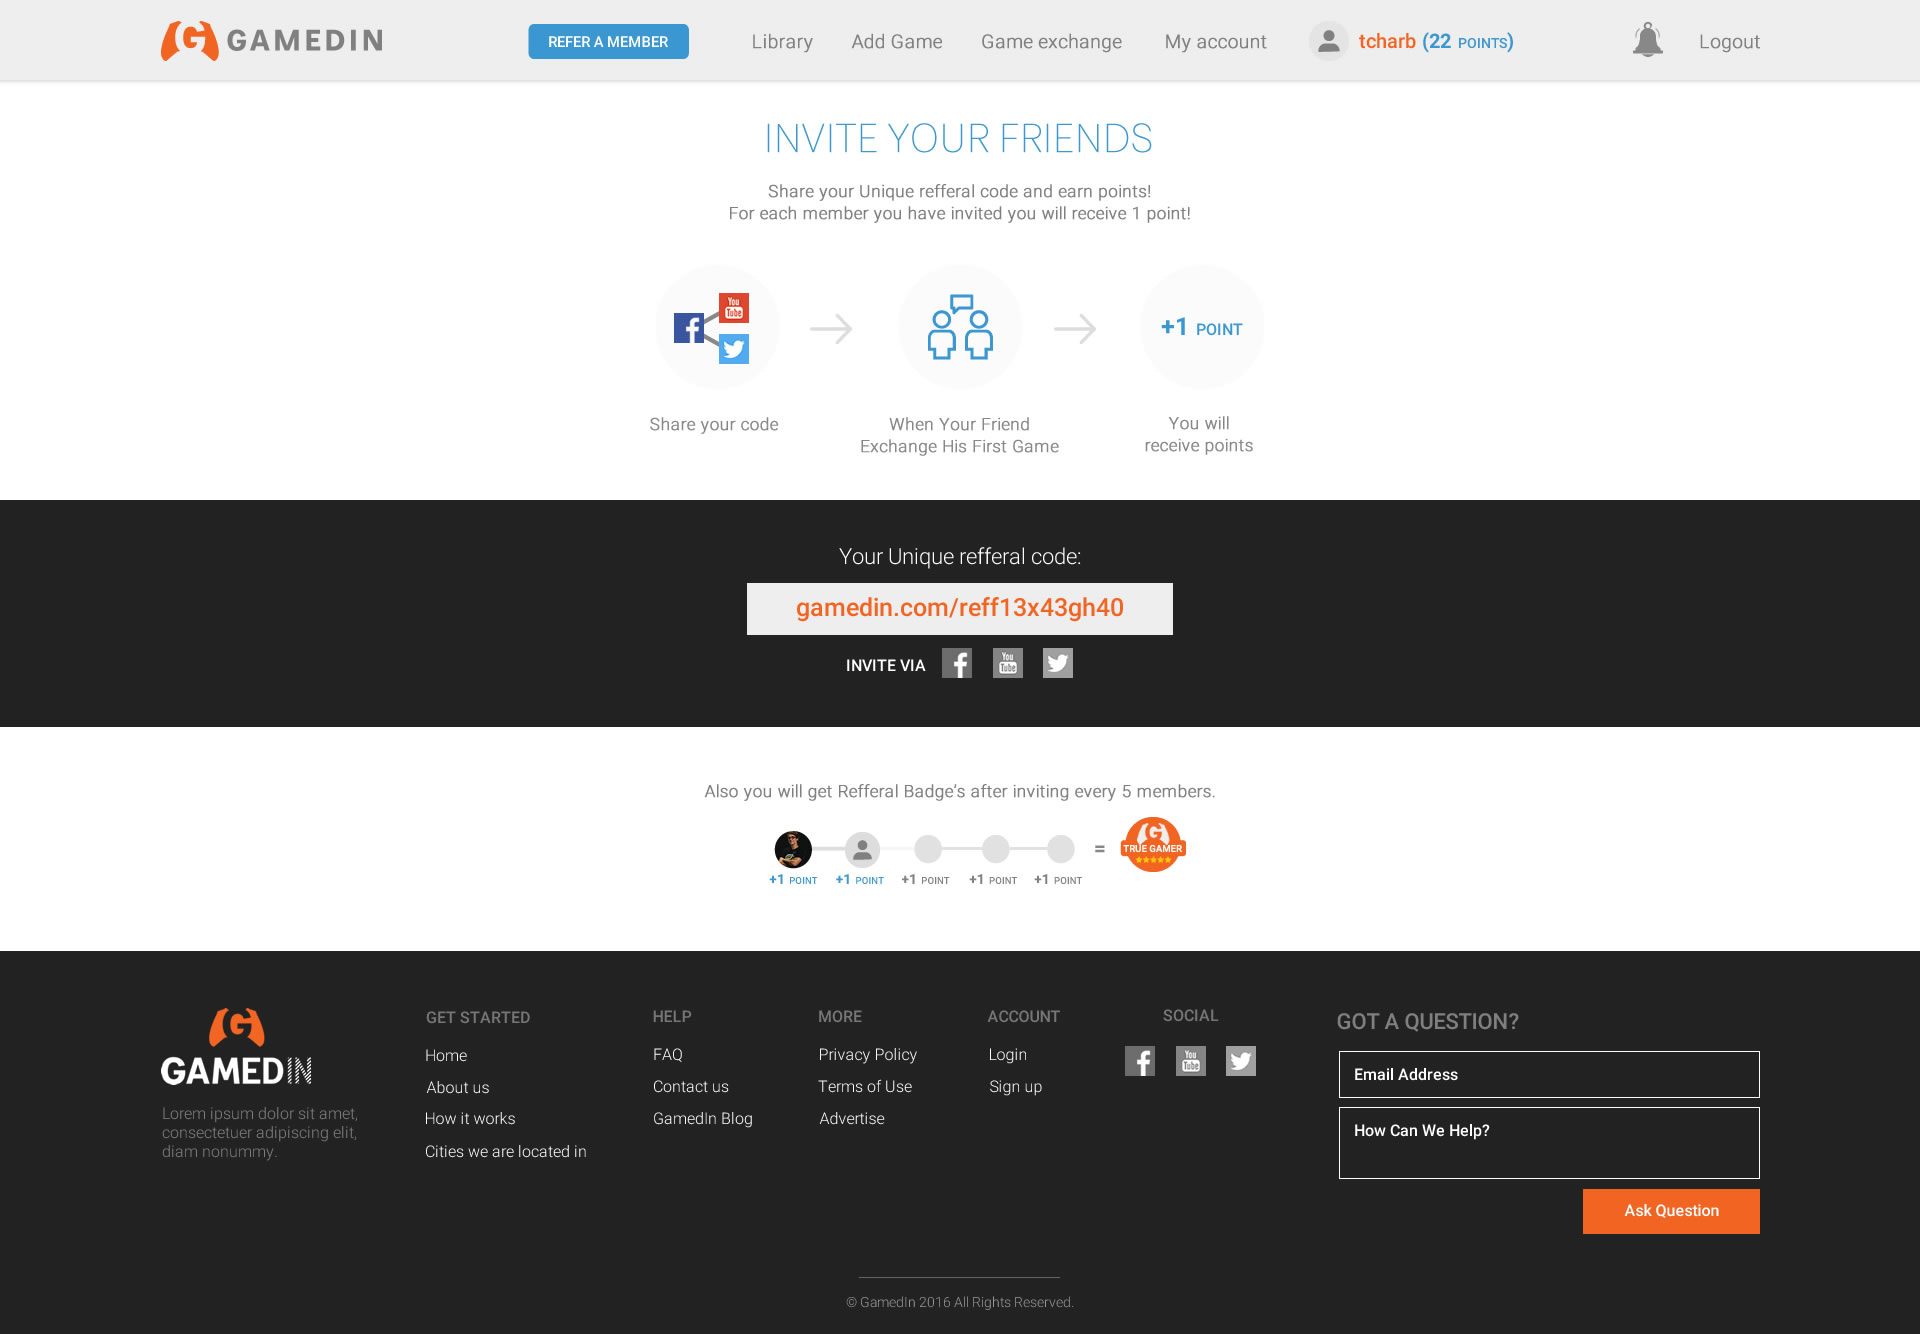 GAMEDIN
REFER A MEMBER
Library
Add Game
Game exchange
My account
tcharb (22 POINTS)
Logout
INVITE YOUR FRIENDS
Share your Unique refferal code and earn points!
For each member you have invited you will receive 1 point!
You
Tube
+1 POINT
Share your code
When Your Friend
Exchange His First Game
You will
receive points
Your Unique refferal code:
gamedin.com/reff13x43gh40
INVITE VIA
You
Tube
Also you will get Refferal Badge's after inviting every 5 members.
=
TRUE GAMER
+1 POINT
+1 POINT
+1 POINT
+1 POINT
+1 POINT
GAMEDIN
Lorem ipsum dolor sit amet,
consectetuer adipiscing elit,
diam nonummy.
GET STARTED
Home
About us
How it works
Cities we are located in
HELP
FAQ
Contact us
GamedIn Blog
MORE
Privacy Policy
Terms of Use
Advertise
ACCOUNT
Login
Sign up
SOCIAL
You
Tube
GOT A QUESTION?
Email Address
How Can We Help?
Ask Question
© GamedIn 2016 All Rights Reserved.